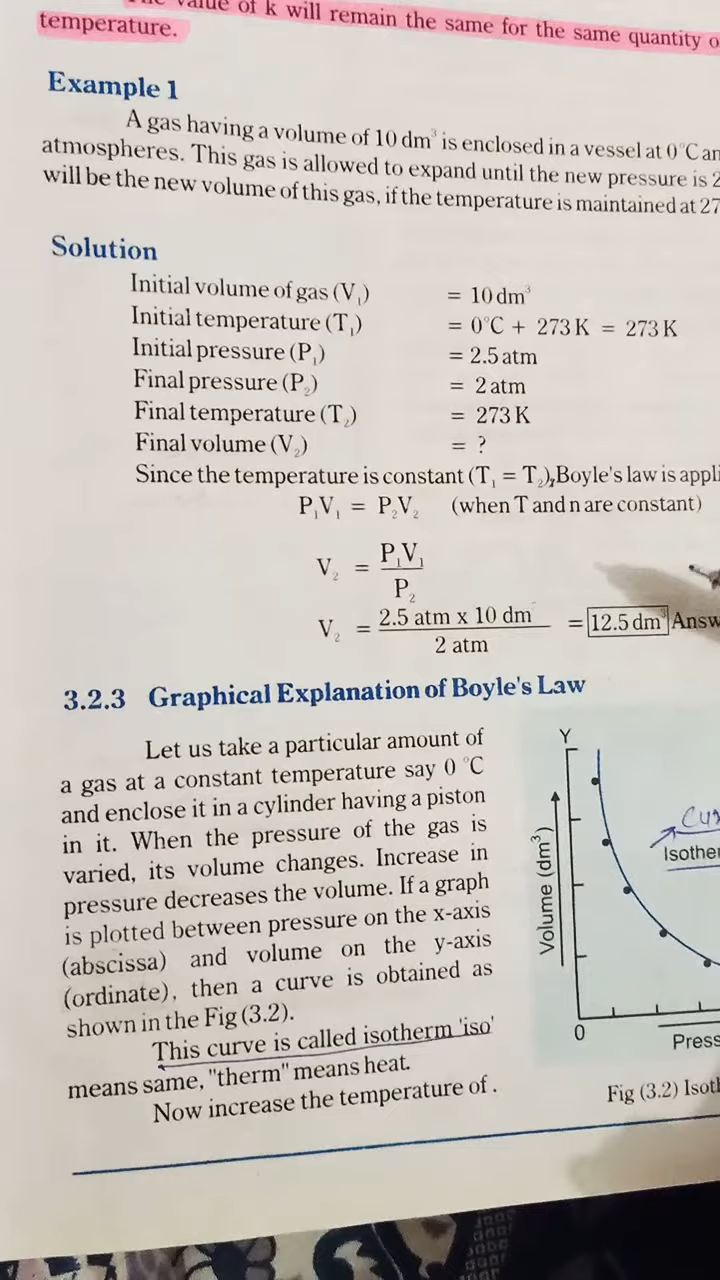 value of k will remain the same for the same quantity o
temperature.
Example 1
A gas having a volume of 10 dm³ is enclosed in a vessel at 0°C an
atmospheres. This gas is allowed to expand until the new pressure is 2
will be the new volume of this gas, if the temperature is maintained at 27
Solution
Initial volume of gas (V₁) = 10 dm³
Initial temperature (T₁) = 0°C + 273 K = 273 K
Initial pressure (P₁) = 2.5 atm
Final pressure (P₂) = 2 atm
Final temperature (T₂) = 273 K
Final volume (V₂) = ?
Since the temperature is constant (T₁ = T₂), Boyle's law is appli
P₁V₁ = P₂V₂ (when T and n are constant)
V₂ = P₁V₁
P₂
V₂ = 2.5 atm x 10 dm = 12.5 dm³ Answ
2 atm
3.2.3 Graphical Explanation of Boyle's Law
Let us take a particular amount of
a gas at a constant temperature say 0 °C
and enclose it in a cylinder having a piston
in it. When the pressure of the gas is
varied, its volume changes. Increase in
pressure decreases the volume. If a graph
is plotted between pressure on the x-axis
(abscissa) and volume on the y-axis
(ordinate), then a curve is obtained as
shown in the Fig (3.2).
This curve is called isotherm 'iso'
means same, "therm" means heat.
Now increase the temperature of .
Y
Volume (dm³)
Isother
0
Press
Fig (3.2) Isoth